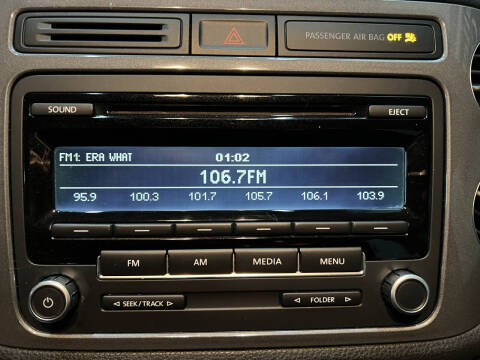 PASSENGER AIR BAG OFF
SOUND
EJECT
FM1: ERA WHAT 01:02
106.7FM
95.9 100.3 101.7 105.7 106.1 103.9
FM AM MEDIA MENU
SEEK / TRACK FOLDER